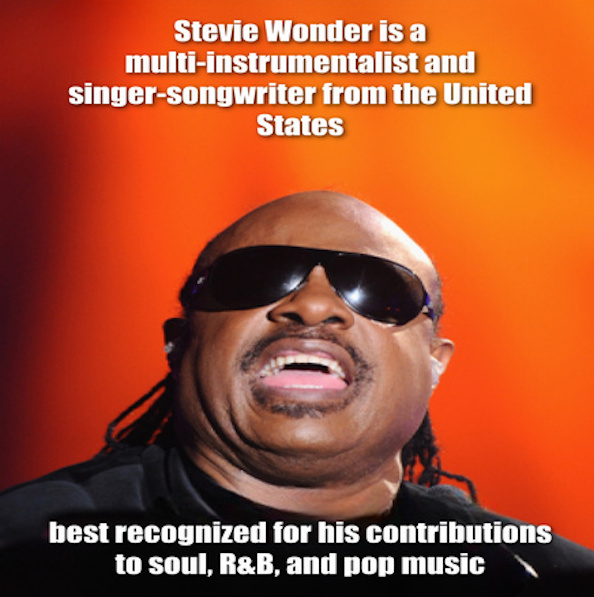 Stevie Wonder is a
multi-instrumentalist and
singer-songwriter from the United
States
best recognized for his contributions
to soul, R&B, and pop music